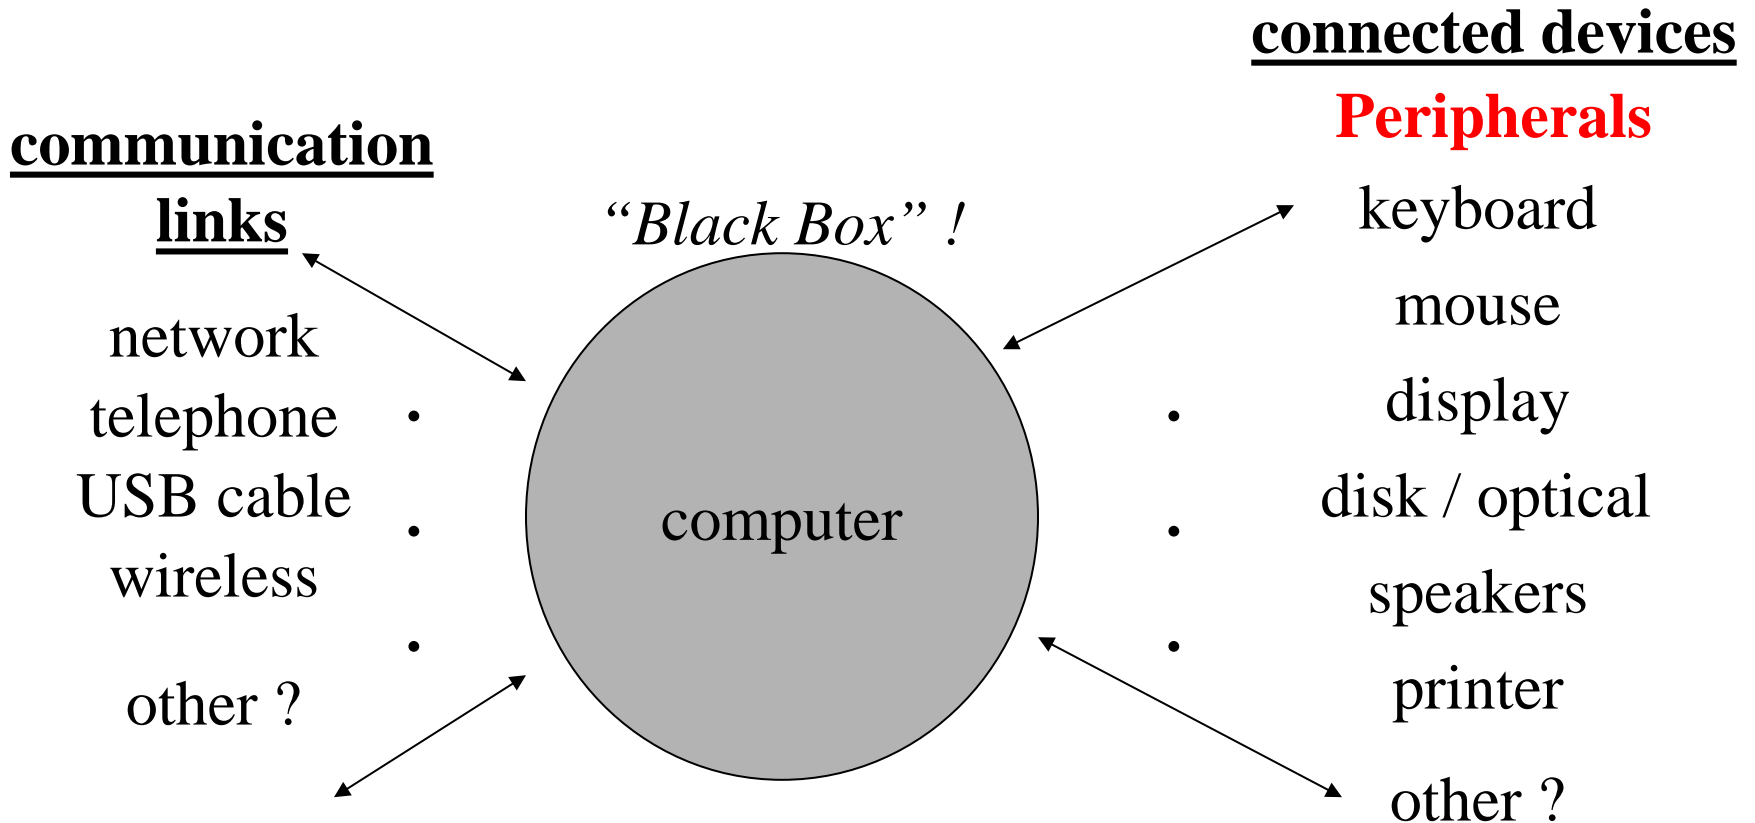 connected devices
Peripherals
communication
links
“Black Box” !
keyboard
network
mouse
telephone
display
USB cable
disk / optical
computer
wireless
speakers
other ?
printer
other ?